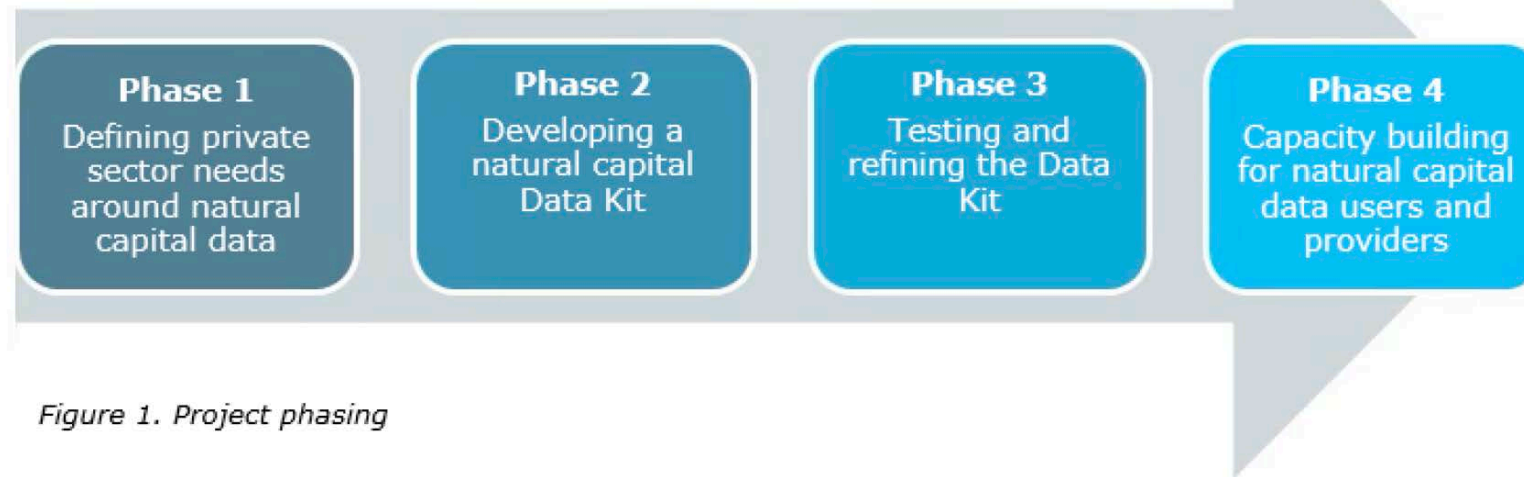 Phase 1
Defining private
sector needs
around natural
capital data
Phase 2
Developing a
natural capital
Data Kit
Phase 3
Testing and
refining the Data
Kit
Phase 4
Capacity building
for natural capital
data users and
providers
Figure 1. Project phasing